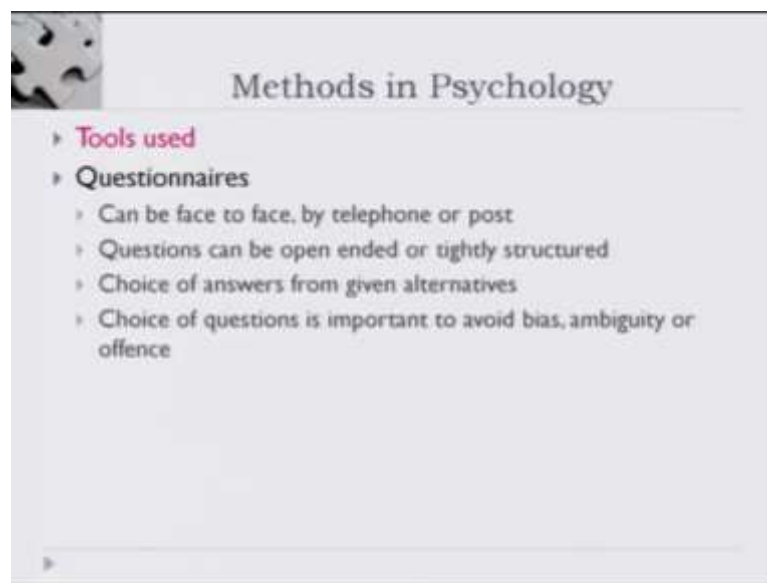 Methods in Psychology
Tools used
Questionnaires
Can be face to face, by telephone or post
Questions can be open ended or tightly structured
Choice of answers from given alternatives
Choice of questions is important to avoid bias, ambiguity or
offence